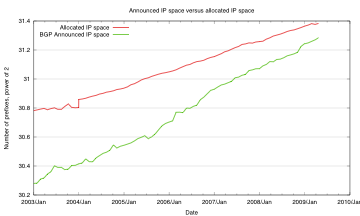 Announced IP space versus allocated IP space
31.4
Allocated IP space
BGP Announced IP space
31.2
31
30.8
30.6
30.4
30.2
Number of prefixes, power of 2
2003/Jan 2004/Jan 2005/Jan 2006/Jan 2007/Jan 2008/Jan 2009/Jan 2010/Ja
Date